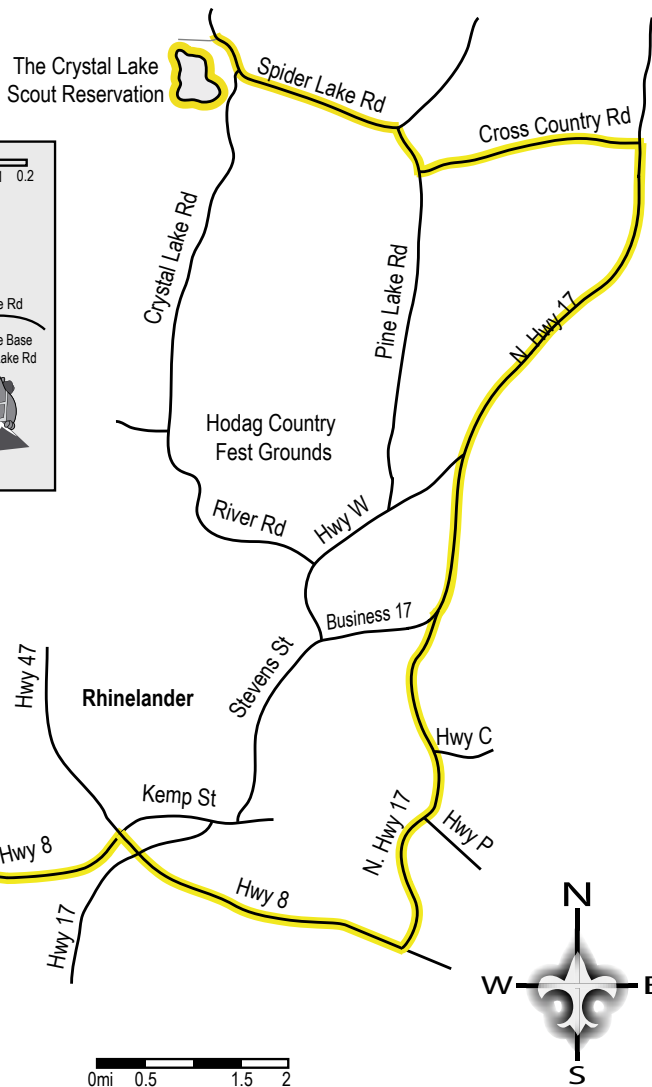 The Crystal Lake
Scout Reservation
Spider Lake Rd
Cross Country Rd
0.2
Crystal Lake Rd
Pine Lake Rd
N. Hwy 17
Rd
Base
Lake Rd
Hodag Country
Fest Grounds
River Rd
Hwy W
Business 17
Hwy 47
Rhinelander
Stevens St
Hwy C
Kemp St
N. Hwy 17
Hwy P
Hwy 8
Hwy 8
Hwy 17
N
W
E
S
0mi 0.5 1.5 2